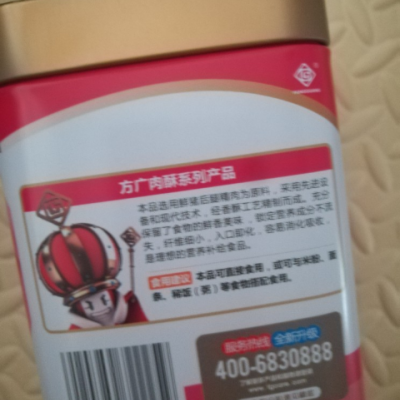 方广肉酥系列产品
本品选用鲜猪后腿精肉为原料，采用先进设
备和现代技术，经香酥工艺精制而成。充分
保留了食物的鲜香美味，锁定营养成分不流
失，纤维细小，入口即化，容易消化吸收，
是理想的营养补给食品。
食用建议 本品可直接食用，或可与米粉、面
条、稀饭（粥）等食物搭配食用。
服务热线 全新升级
400-6830888